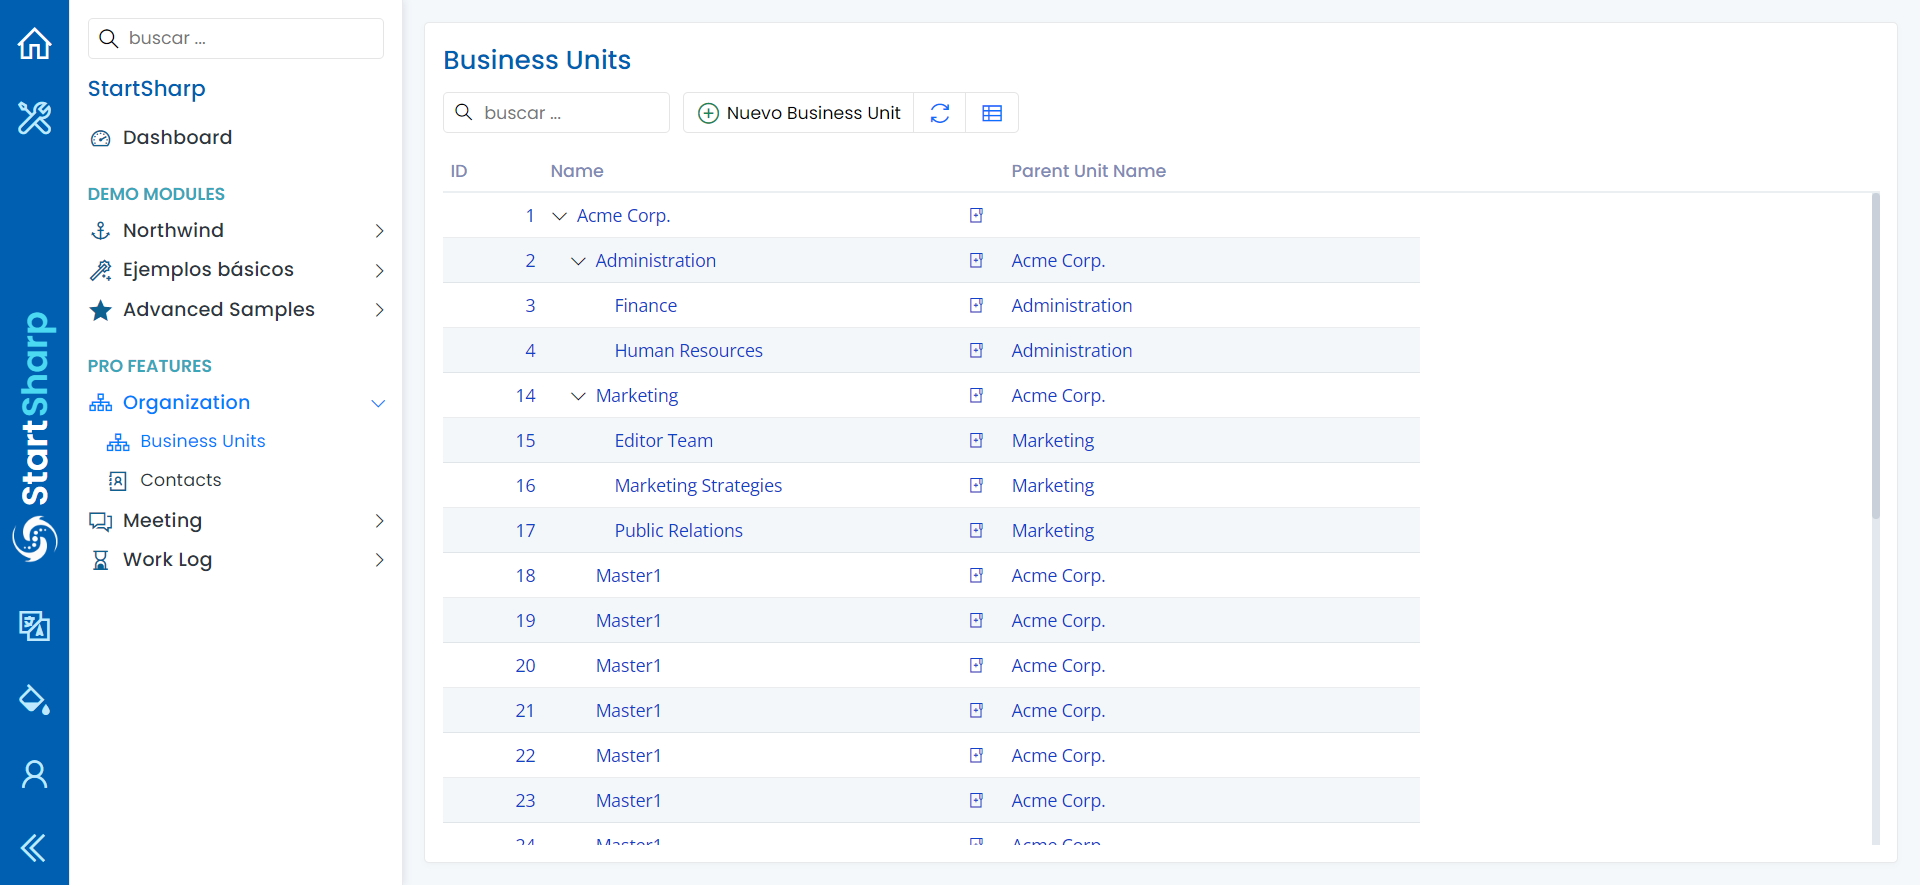 buscar ...
StartSharp
Dashboard
DEMO MODULES
Northwind
Ejemplos básicos
Advanced Samples
PRO FEATURES
Organization
Business Units
Contacts
Meeting
Work Log
StartSharp
Business Units
buscar ...
Nuevo Business Unit
ID Name Parent Unit Name
1 Acme Corp.
2 Administration Acme Corp.
3 Finance Administration
4 Human Resources Administration
14 Marketing Acme Corp.
15 Editor Team Marketing
16 Marketing Strategies Marketing
17 Public Relations Marketing
18 Master1 Acme Corp.
19 Master1 Acme Corp.
20 Master1 Acme Corp.
21 Master1 Acme Corp.
22 Master1 Acme Corp.
23 Master1 Acme Corp.
24 Master1 Acme Corp.